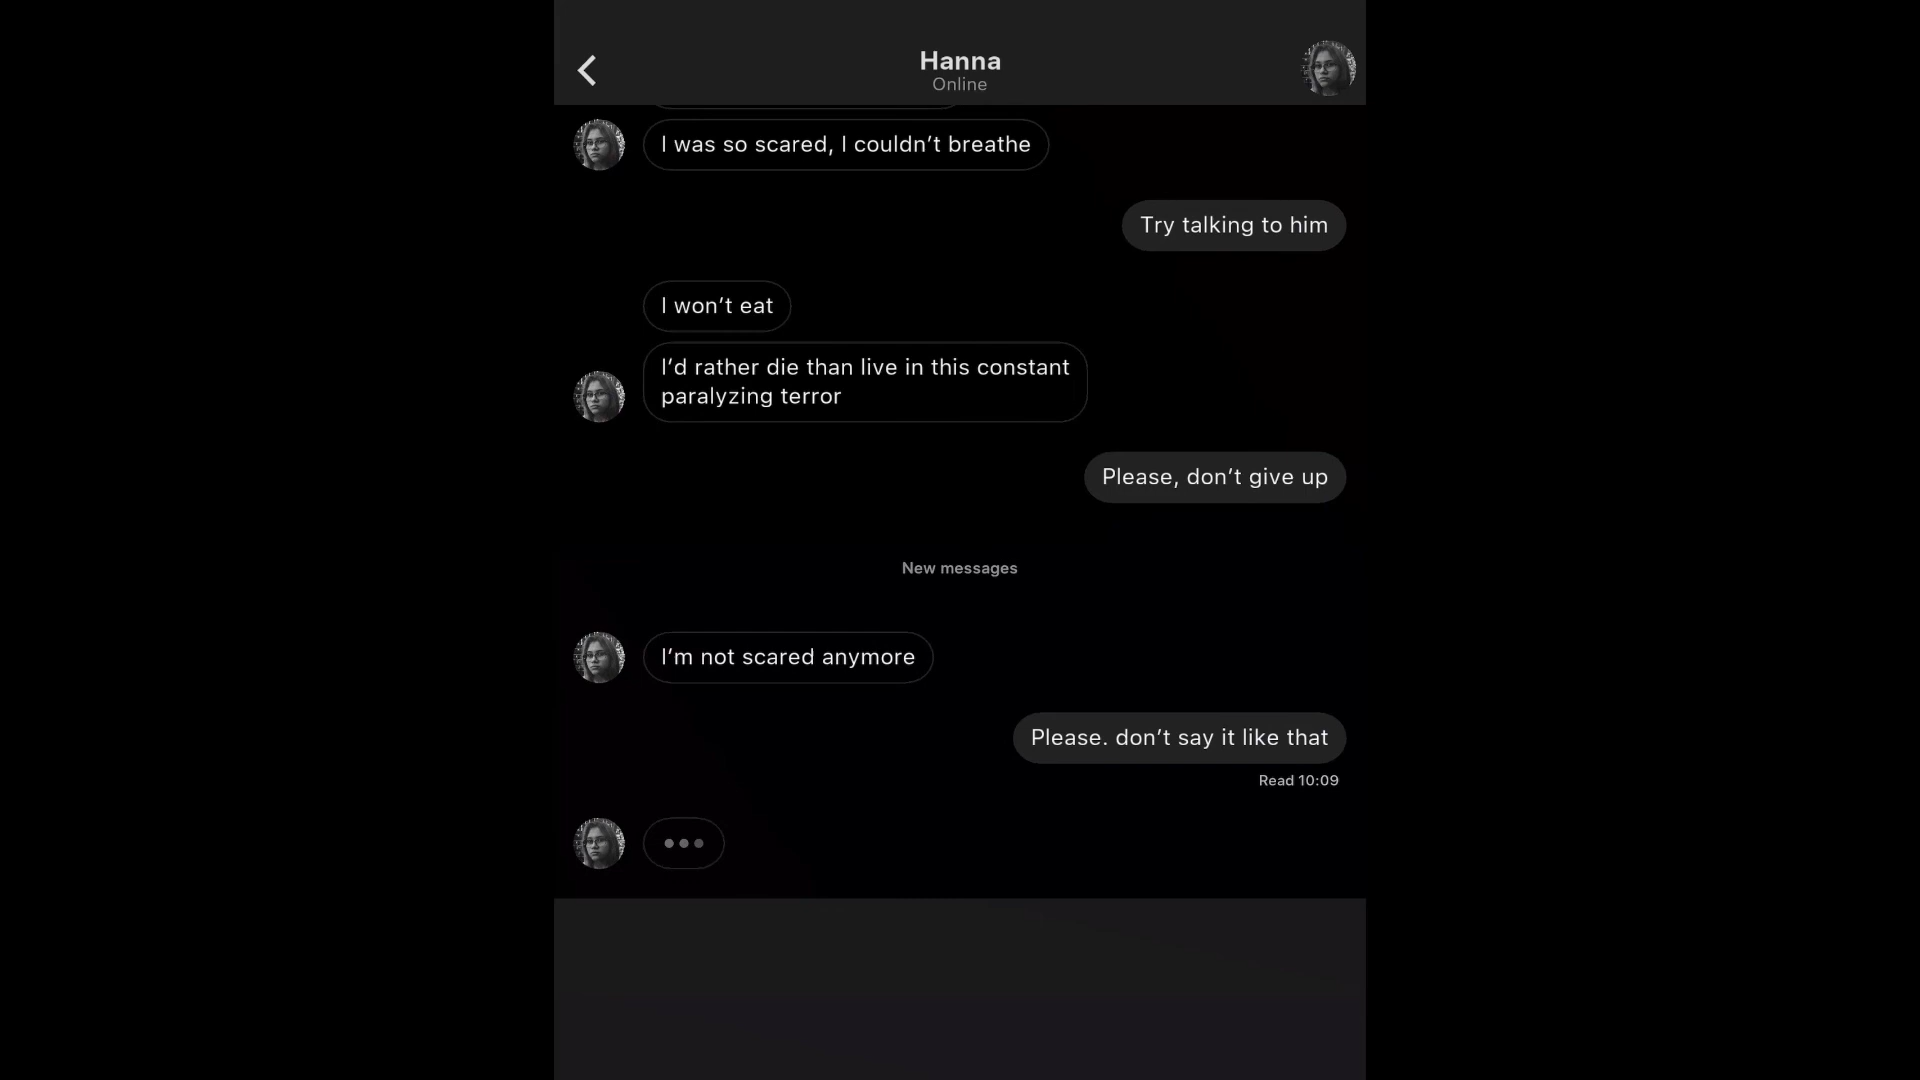 Hanna
Online
I was so scared, I couldn’t breathe
Try talking to him
I won’t eat
I’d rather die than live in this constant
paralyzing terror
Please, don’t give up
New messages
I’m not scared anymore
Please. don’t say it like that
Read 10:09